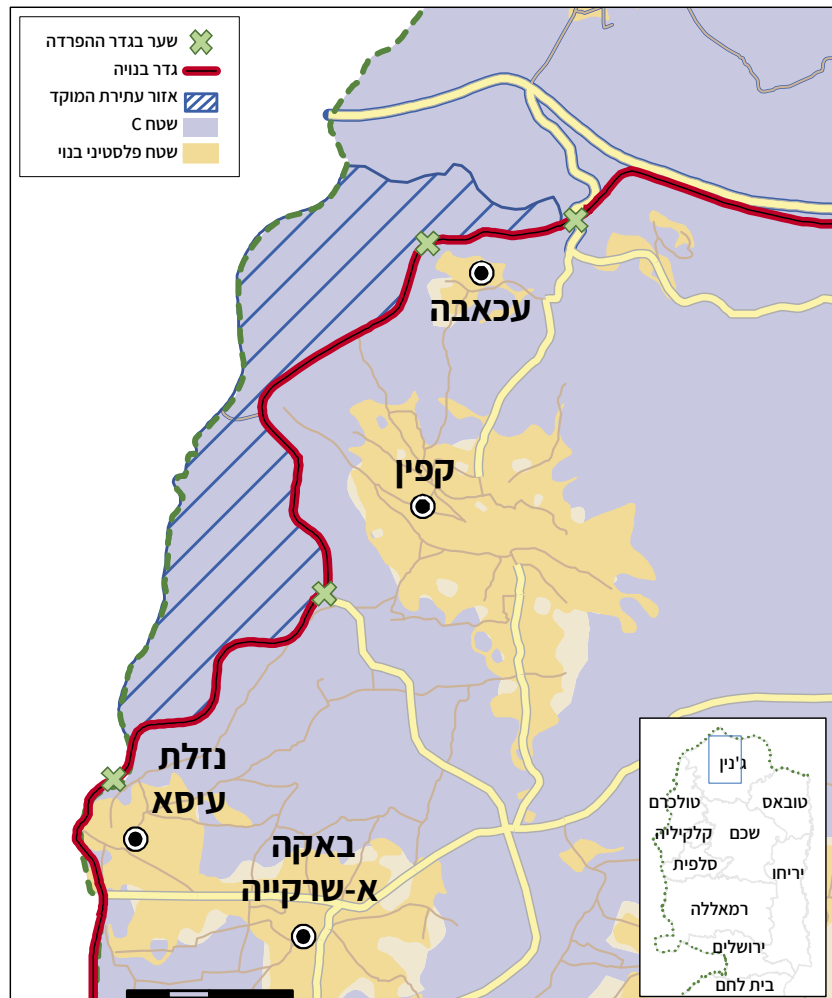 שער בגדר ההפרדה
גדר בנויה
אזור עתירת המוקד
שטח C
שטח פלסטיני בנוי
עכאבה
קפין
נזלת
עיסא
באקה
א-שרקייה
ג'נין
טולכרם
טובאס
קלקיליה
שכם
סלפית
יריחו
רמאללה
ירושלים
בית לחם